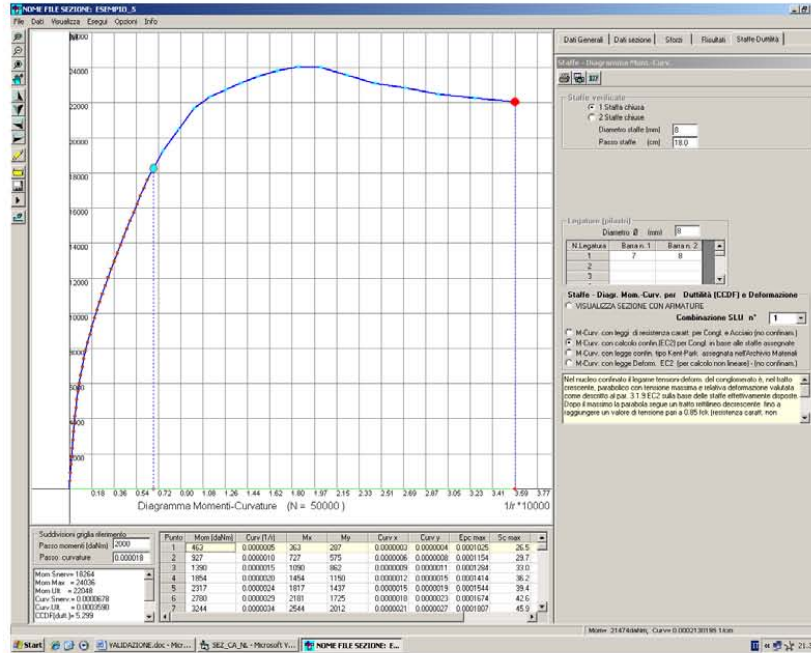 NOME FILE SEZIONE: ESEMPIO_5
File Dati Visualizza Esegui Opzioni Info
Dati Generali Dati sezione Sforzi Risultati Staffe-Duttilità
Staffe - Diagramma Mom.-Curv.
Staffe verificate
1 Staffa chiusa
2 Staffe chiuse
Diametro staffe (mm) 8
Passo staffe (cm) 18.0
Legature (pilastri)
Diametro Ø (mm) 8
N.Legatura Barra n. 1 Barra n. 2
1 7 8
2
3
Staffe - Diagr. Mom.-Curv. per Duttilità (CCDF) e Deformazione
VISUALIZZA SEZIONE CON ARMATURE
Combinazione SLU n° 1
M-Curv. con leggi di resistenza caratt. per Congl. e Acciaio (no confinam.)
M-Curv. con calcolo confin.(EC2) per Congl. in base alle staffe assegnate
M-Curv. con legge confin. tipo Kent-Park assegnata nell'Archivio Materiali
M-Curv. con legge Deform. EC2 (per calcolo non lineare) - (no confinam.)
Nel nucleo confinato il legame tensioni-deform. del conglomerato è, nel tratto
crescente, parabolico con tensione massima e relativa deformazione valutata
come descritto al par. 3.1.9 EC2 sulla base delle staffe effettivamente disposte.
Dopo il massimo la parabola segue un tratto rettilineo decrescente fino a
raggiungere un valore di tensione pari a 0.85 fck (resistenza caratt. non
24000
22000
20000
18000
16000
14000
12000
10000
8000
6000
4000
2000
0.18 0.36 0.54 0.72 0.90 1.08 1.26 1.44 1.62 1.80 1.98 2.15 2.33 2.51 2.69 2.87 3.05 3.23 3.41 3.59 3.77
Diagramma Momenti-Curvature (N = 50000 ) 1/r *10000
Suddivisioni griglia riferimento
Passo momenti (daNm) 2000
Passo curvature 0.000018
Mom Snerv= 18264
Mom Max = 24036
Mom Ult. = 22048
Curv Snerv= 0.0000678
Curv Ult. = 0.0003590
CCDF(dutt.)= 5.299
Punto Mom (daNm) Curv (1/r) Mx My Curv x Curv y Epc max Sc max
1 463 0.0000005 363 287 0.0000003 0.0000004 0.0001025 26.5
2 927 0.0000010 727 575 0.0000006 0.0000008 0.0001154 29.7
3 1390 0.0000015 1090 862 0.0000009 0.0000011 0.0001284 33.0
4 1854 0.0000020 1454 1150 0.0000012 0.0000015 0.0001414 36.2
5 2317 0.0000024 1817 1437 0.0000015 0.0000019 0.0001544 39.4
6 2780 0.0000029 2181 1725 0.0000018 0.0000023 0.0001674 42.6
7 3244 0.0000034 2544 2012 0.0000021 0.0000027 0.0001807 45.9
Mom= 21474daNm, Curv= 0.0002130195 1/cm
Start VALIDAZIONE.doc - Micr... SEZ_CA_NL - Microsoft V... NOME FILE SEZIONE: E...